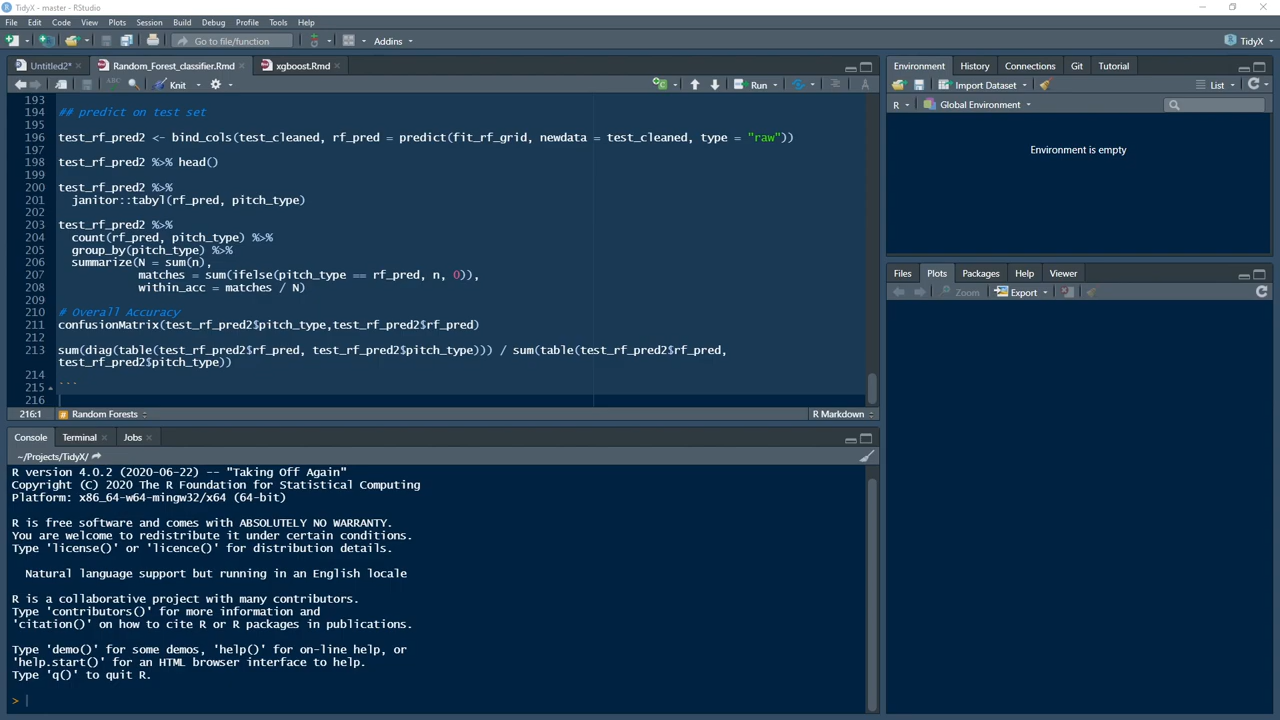 TidyX - master - RStudio
File Edit Code View Plots Session Build Debug Profile Tools Help
Go to file/function Addins TidyX
Untitled2* Random_Forest_classifier.Rmd xgboost.Rmd
Knit Run
193
194 ## predict on test set
195
196 test_rf_pred2 <- bind_cols(test_cleaned, rf_pred = predict(fit_rf_grid, newdata = test_cleaned, type = "raw"))
197
198 test_rf_pred2 %>% head()
199
200 test_rf_pred2 %>%
201 janitor::tabyl(rf_pred, pitch_type)
202
203 test_rf_pred2 %>%
204 count(rf_pred, pitch_type) %>%
205 group_by(pitch_type) %>%
206 summarize(N = sum(n),
207 matches = sum(ifelse(pitch_type == rf_pred, n, 0)),
208 within_acc = matches / N)
209
210 # Overall Accuracy
211 confusionMatrix(test_rf_pred2$pitch_type,test_rf_pred2$rf_pred)
212
213 sum(diag(table(test_rf_pred2$rf_pred, test_rf_pred2$pitch_type))) / sum(table(test_rf_pred2$rf_pred,
test_rf_pred2$pitch_type))
214
215 ```
216
216:1 Random Forests R Markdown
Console Terminal Jobs
~/Projects/TidyX/
R version 4.0.2 (2020-06-22) -- "Taking Off Again"
Copyright (C) 2020 The R Foundation for Statistical Computing
Platform: x86_64-w64-mingw32/x64 (64-bit)
R is free software and comes with ABSOLUTELY NO WARRANTY.
You are welcome to redistribute it under certain conditions.
Type 'license()' or 'licence()' for distribution details.
Natural language support but running in an English locale
R is a collaborative project with many contributors.
Type 'contributors()' for more information and
'citation()' on how to cite R or R packages in publications.
Type 'demo()' for some demos, 'help()' for on-line help, or
'help.start()' for an HTML browser interface to help.
Type 'q()' to quit R.
>
Environment History Connections Git Tutorial
Import Dataset List
R Global Environment
Environment is empty
Files Plots Packages Help Viewer
Zoom Export